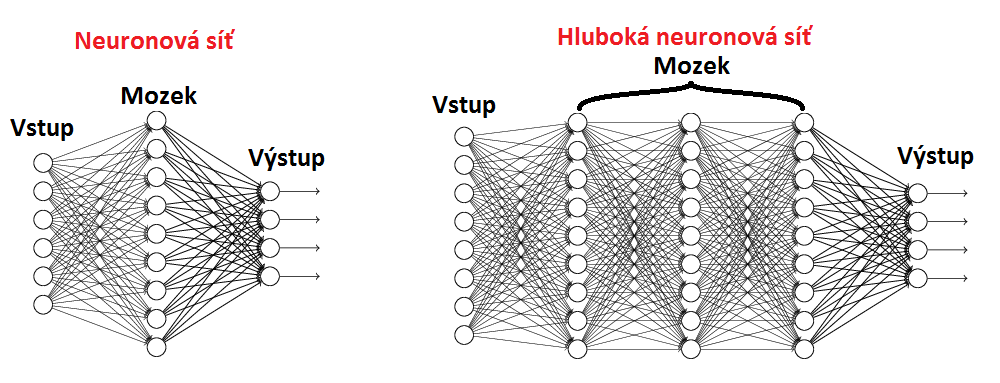 Neuronová síť
Mozek
Vstup
Výstup
Hluboká neuronová síť
Mozek
Vstup
Výstup